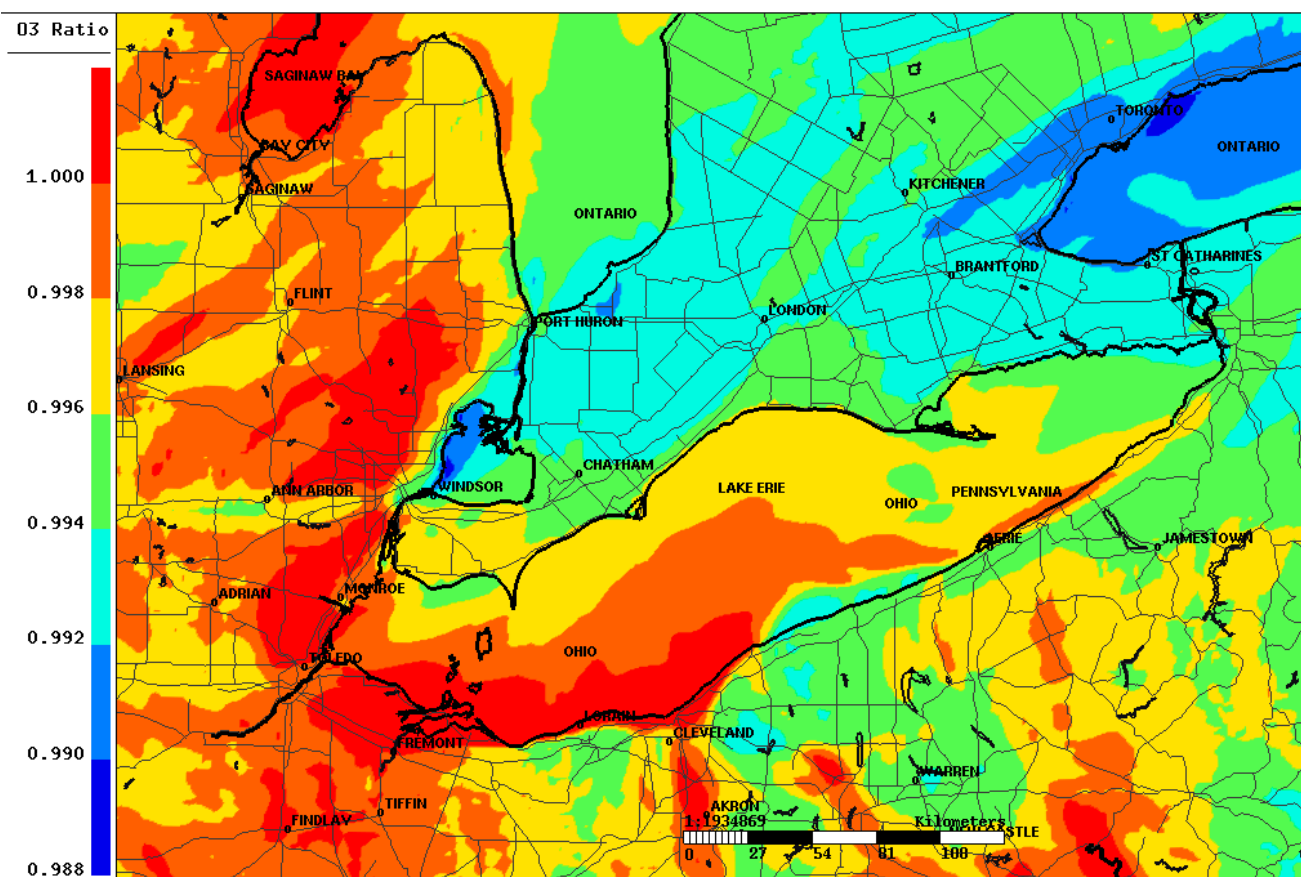 O3 Ratio
1.000
0.998
0.996
0.994
0.992
0.990
0.988
SAGINAW BAY
TORONTO
BAY CITY
ONTARIO
SAGINAW
KITCHENER
ONTARIO
ST CATHARINES
BRANTFORD
FLINT
LONDON
PORT HURON
LANSING
CHATHAM
WINDSOR
LAKE ERIE
ANN ARBOR
PENNSYLVANIA
OHIO
ERIE
JAMESTOWN
MONROE
ADRIAN
OHIO
TOLEDO
LORAIN
CLEVELAND
FREMONT
WARREN
TIFFIN
AKRON
FINDLAY
1:1934869 Kilometers
0 27 54 81 108